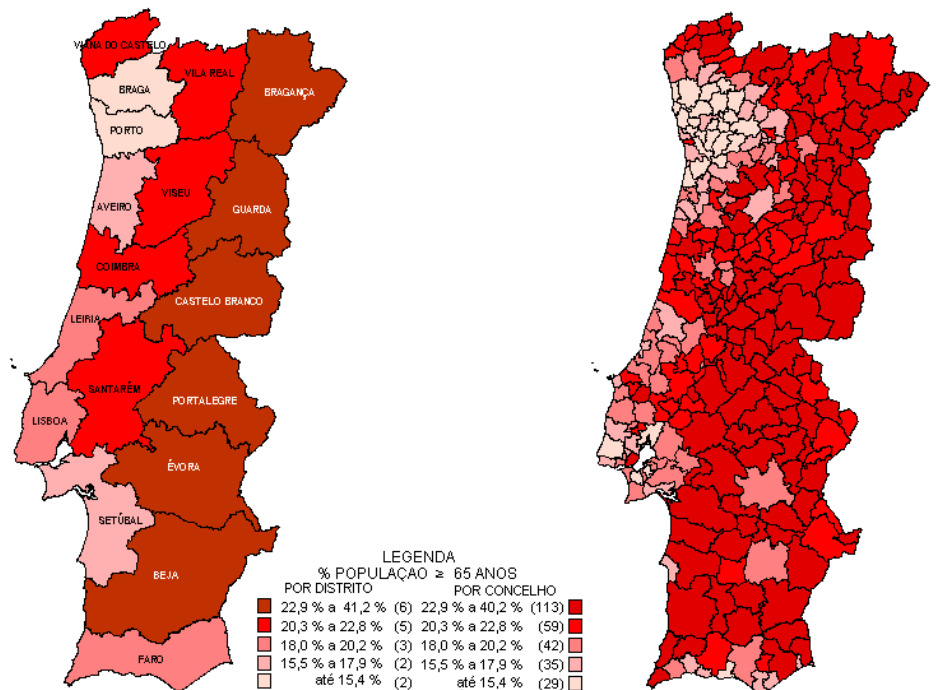 VIANA DO CASTELO
VILA REAL
BRAGANÇA
BRAGA
PORTO
AVEIRO
VISEU
GUARDA
COIMBRA
CASTELO BRANCO
LEIRIA
SANTARÉM
PORTALEGRE
LISBOA
ÉVORA
SETÚBAL
BEJA
FARO
LEGENDA
% POPULAÇAO ≥ 65 ANOS
POR DISTRITO POR CONCELHO
22,9 % a 41,2 % (6) 22,9 % a 40,2 % (113)
20,3 % a 22,8 % (5) 20,3 % a 22,8 % (59)
18,0 % a 20,2 % (3) 18,0 % a 20,2 % (42)
15,5 % a 17,9 % (2) 15,5 % a 17,9 % (35)
até 15,4 % (2) até 15,4 % (29)